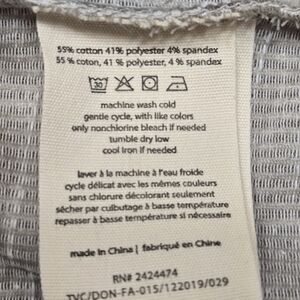 55% cotton 41% polyester 4% spandex
55 % coton, 41 % polyester, 4 % spandex
30
machine wash cold
gentle cycle, with like colors
only nonchlorine bleach if needed
tumble dry low
cool iron if needed
laver à la machine à l'eau froide
cycle délicat avec les mêmes couleurs
sans chlorure décolorant seulement
sécher par culbutage à basse température
repasser à basse température si nécessaire
made in China | fabriqué en Chine
RN# 2424474
TVC/DON-FA-015/122019/029